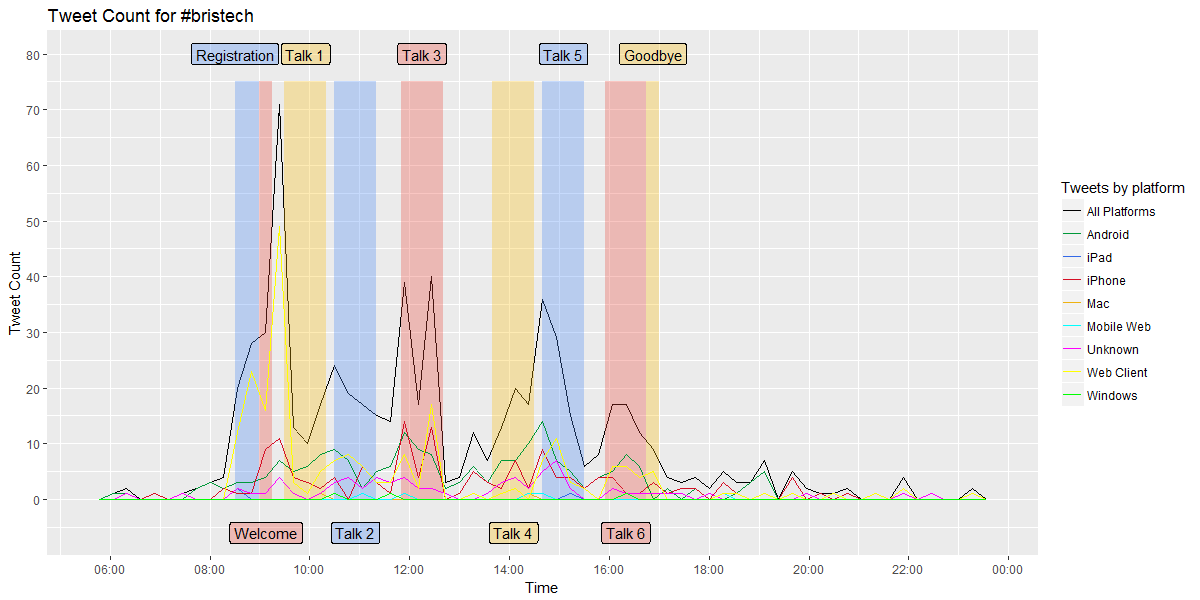 Tweet Count for #bristech
Registration
Talk 1
Talk 3
Talk 5
Goodbye
80
70
60
50
40
30
20
10
0
Tweet Count
Welcome
Talk 2
Talk 4
Talk 6
06:00
08:00
10:00
12:00
14:00
16:00
18:00
20:00
22:00
00:00
Time
Tweets by platform
All Platforms
Android
iPad
iPhone
Mac
Mobile Web
Unknown
Web Client
Windows